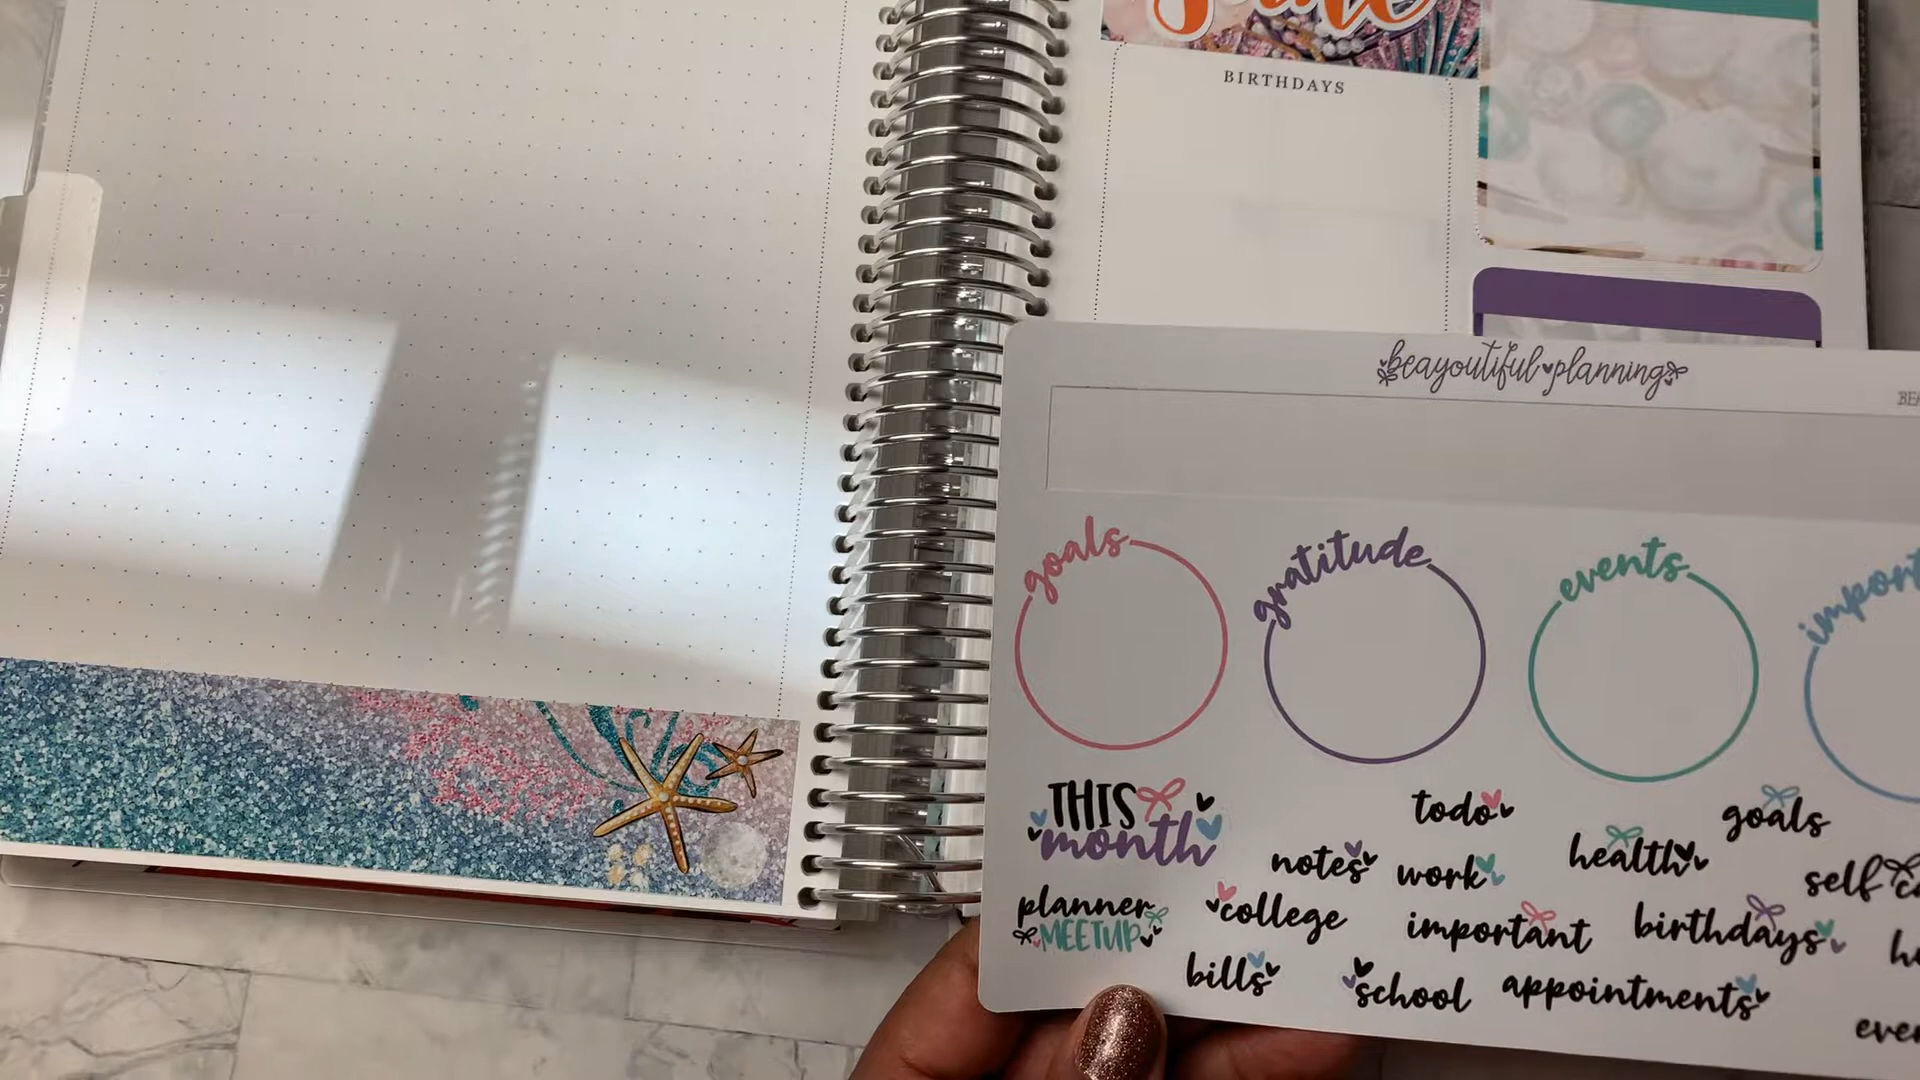 BIRTHDAYS
beayoutiful planning
goals
gratitude
events
THIS
month
todo
goals
notes
work
health
self
planner
MEETUP
college
important
birthdays
bills
school
appointments